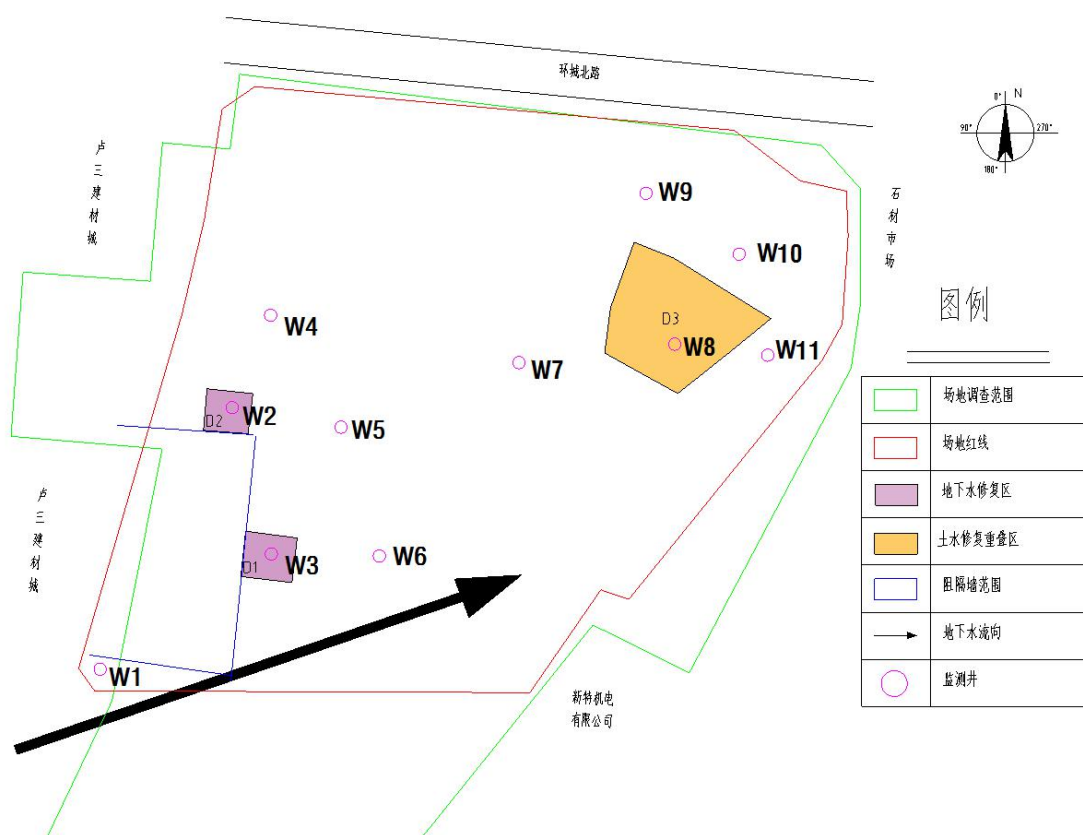 环城北路
0°
N
90°
270°
180°
卢三建材城
石材市场
W9
W10
图例
W4
D3
W8
W11
W7
场地调查范围
W2
D2
W5
场地红线
卢三建材城
地下水修复区
土水修复重叠区
W3
D1
W6
阻隔墙范围
地下水流向
W1
监测井
新特机电
有限公司